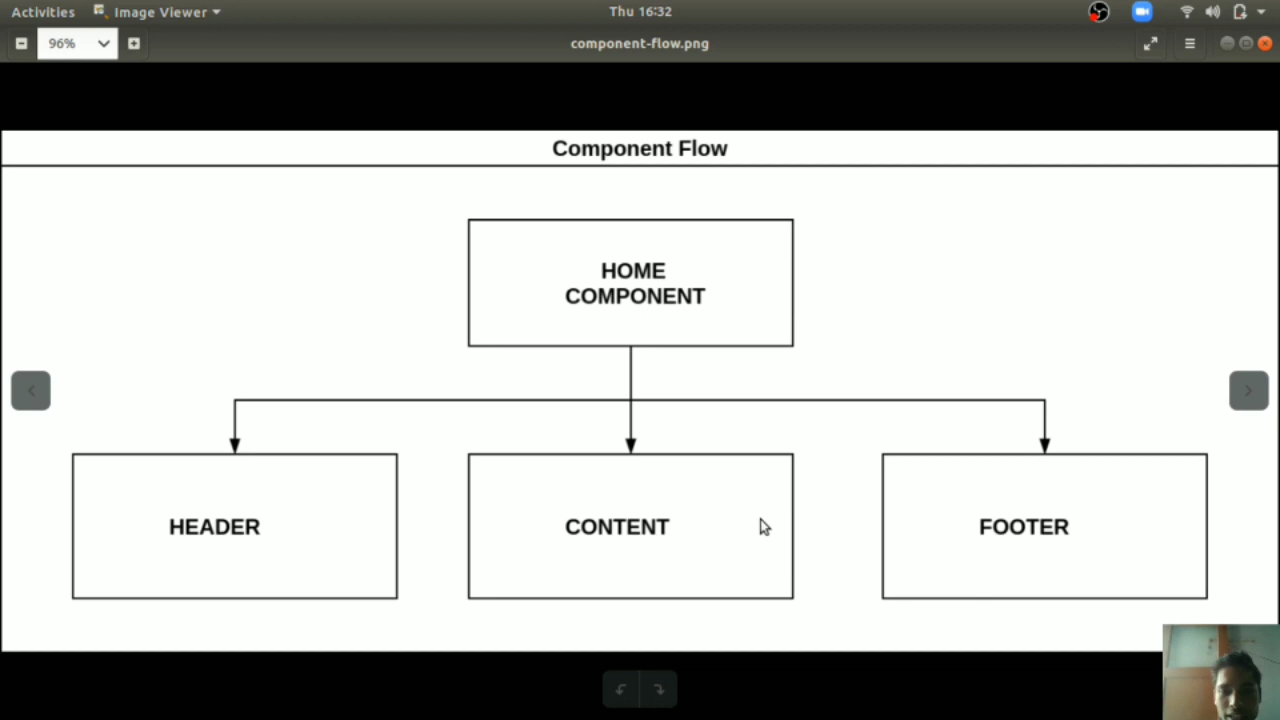 Activities
Image Viewer
Thu 16:32
96%
component-flow.png
Component Flow
HOME
COMPONENT
HEADER
CONTENT
FOOTER